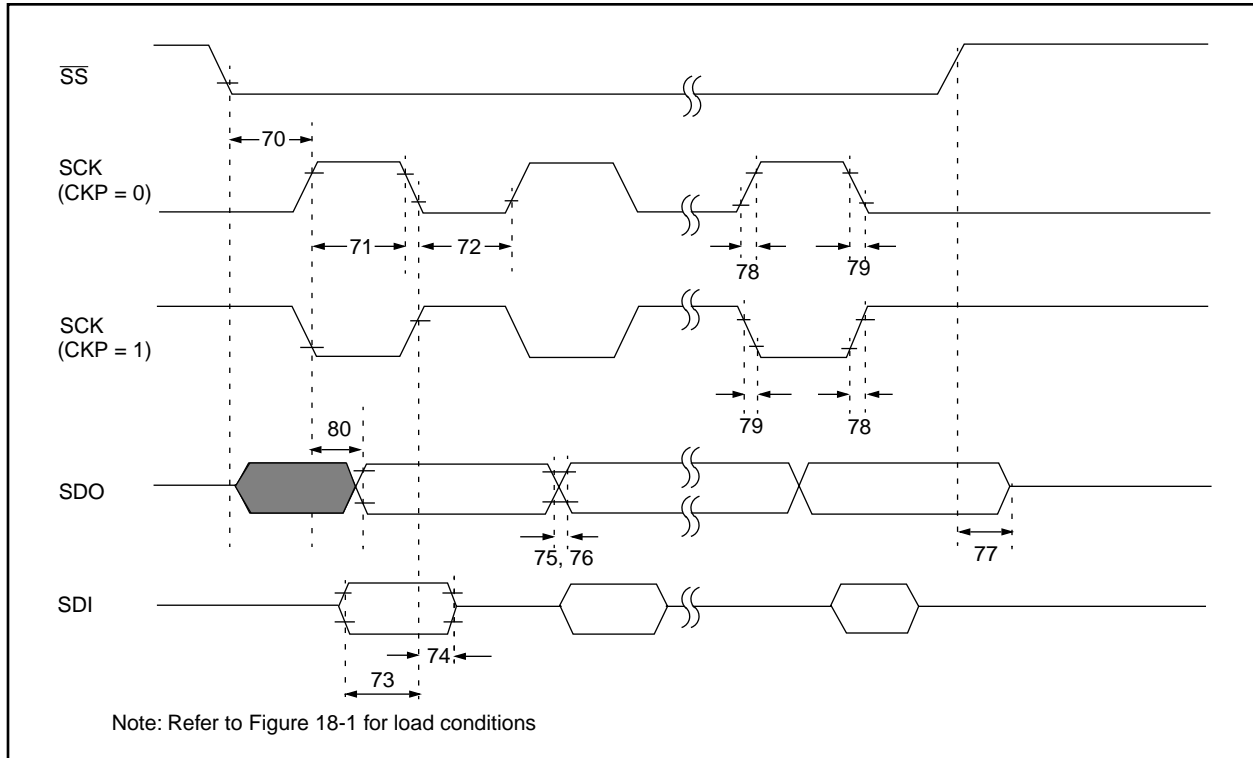 SS
70
SCK
(CKP = 0)
71
72
78
79
SCK
(CKP = 1)
79
78
80
SDO
75, 76
77
SDI
74
73
Note: Refer to Figure 18-1 for load conditions